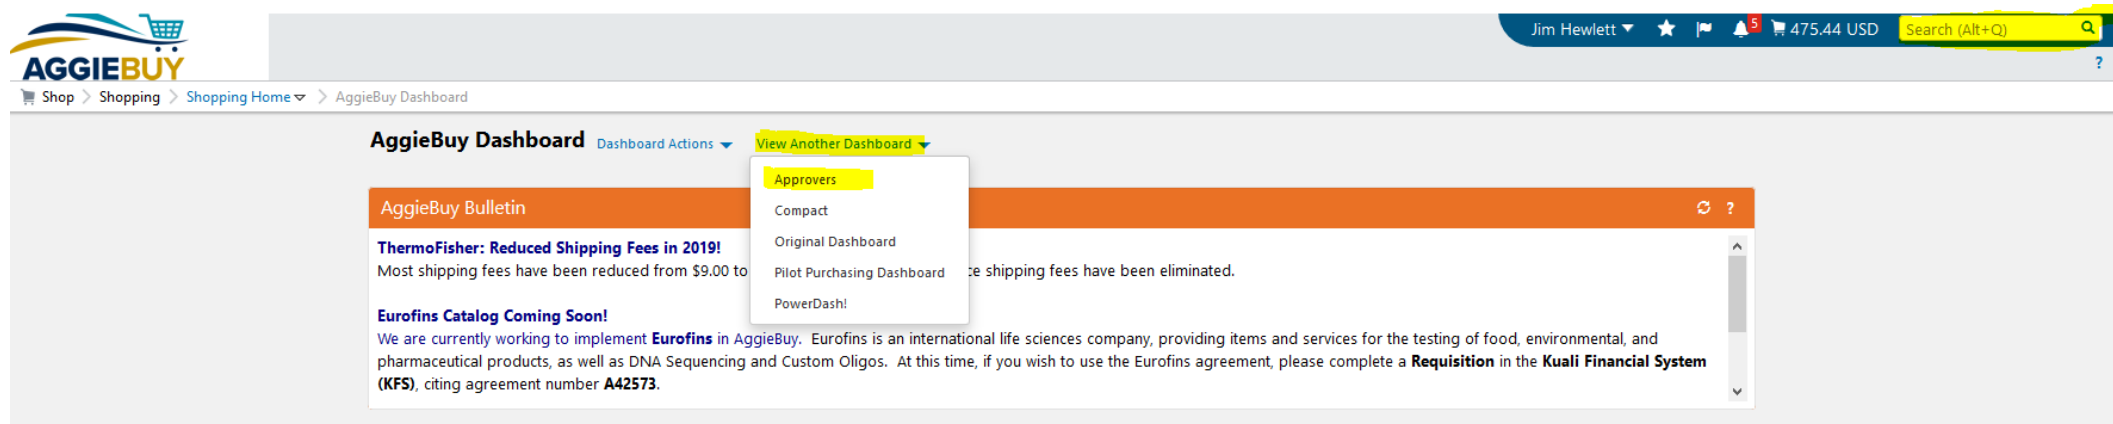 Jim Hewlett
5
475.44 USD
Search (Alt+Q)
AGGIEBUY
?
Shop > Shopping > Shopping Home > AggieBuy Dashboard
AggieBuy Dashboard Dashboard Actions View Another Dashboard
Approvers
Compact
Original Dashboard
Pilot Purchasing Dashboard
PowerDash!
AggieBuy Bulletin ?
ThermoFisher: Reduced Shipping Fees in 2019!
Most shipping fees have been reduced from $9.00 to shipping fees have been eliminated.
Eurofins Catalog Coming Soon!
We are currently working to implement Eurofins in AggieBuy. Eurofins is an international life sciences company, providing items and services for the testing of food, environmental, and
pharmaceutical products, as well as DNA Sequencing and Custom Oligos. At this time, if you wish to use the Eurofins agreement, please complete a Requisition in the Kuali Financial System
(KFS), citing agreement number A42573.